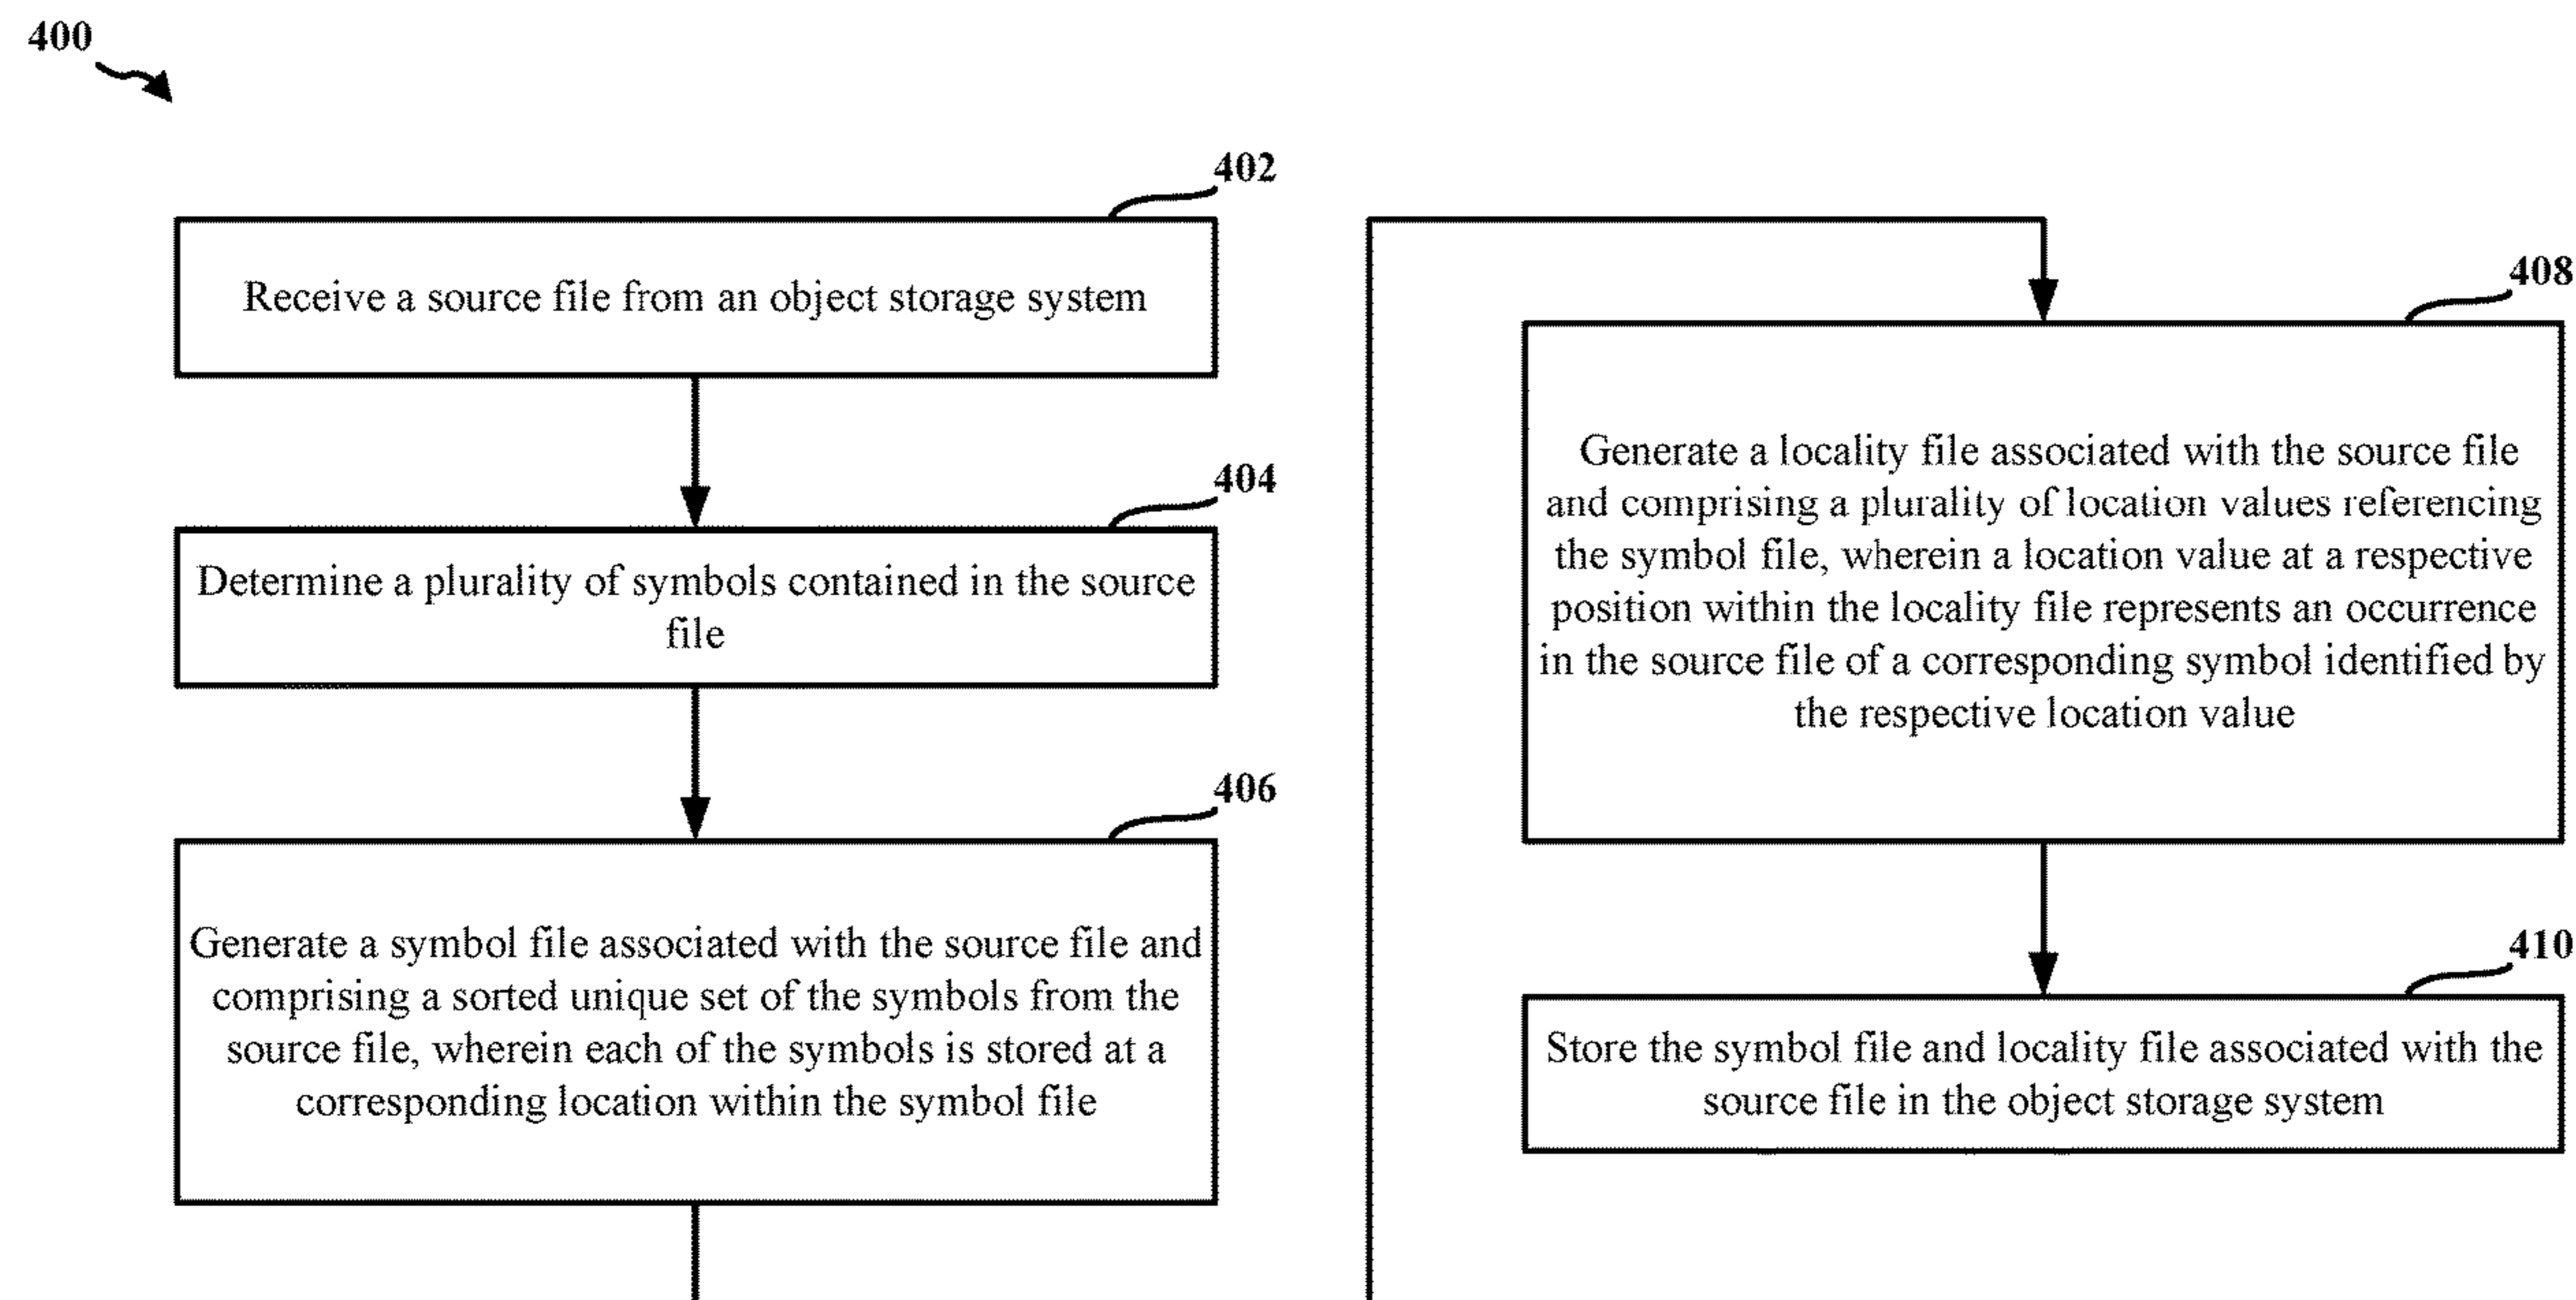 400
402
Receive a source file from an object storage system
404
Determine a plurality of symbols contained in the source
file
406
Generate a symbol file associated with the source file and
comprising a sorted unique set of the symbols from the
source file, wherein each of the symbols is stored at a
corresponding location within the symbol file
408
Generate a locality file associated with the source file
and comprising a plurality of location values referencing
the symbol file, wherein a location value at a respective
position within the locality file represents an occurrence
in the source file of a corresponding symbol identified by
the respective location value
410
Store the symbol file and locality file associated with the
source file in the object storage system